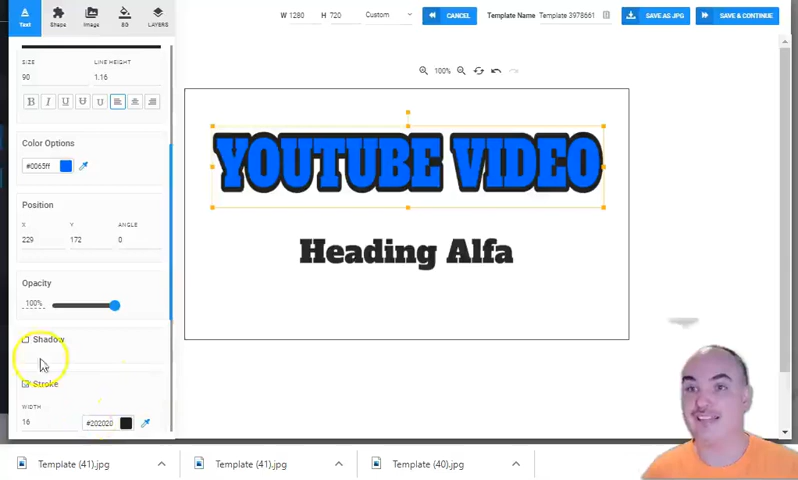 W 1280 H 720 Custom CANCEL Template Name Template 3978661 SAVE AS JPG SAVE & CONTINUE
Text Shape Image BG LAYERS
100%
SIZE LINE HEIGHT
90 1.16
B I U U U
Color Options
#0065ff
Position
X Y ANGLE
229 172 0
Opacity
100%
Shadow
Stroke
WIDTH
16 #202020
YOUTUBE VIDEO
Heading Alfa
Template (41).jpg Template (41).jpg Template (40).jpg